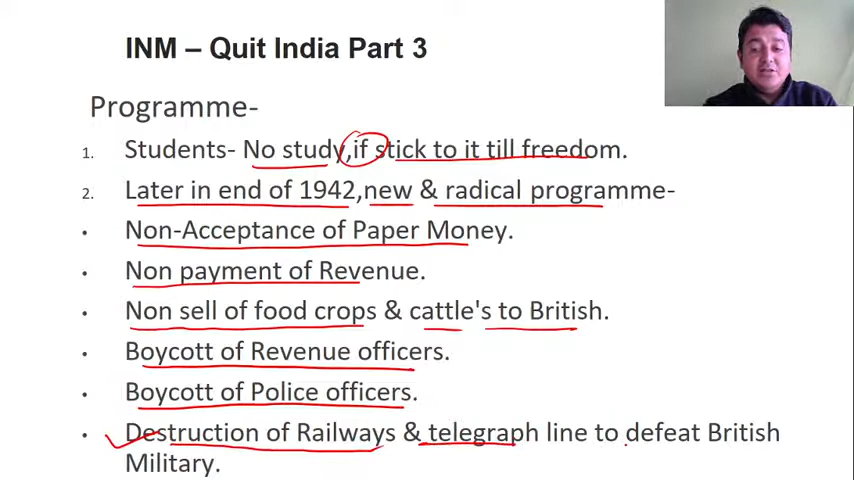 INM – Quit India Part 3
Programme-
1. Students- No study,if stick to it till freedom.
2. Later in end of 1942,new & radical programme-
• Non-Acceptance of Paper Money.
• Non payment of Revenue.
• Non sell of food crops & cattle's to British.
• Boycott of Revenue officers.
• Boycott of Police officers.
• Destruction of Railways & telegraph line to defeat British
Military.